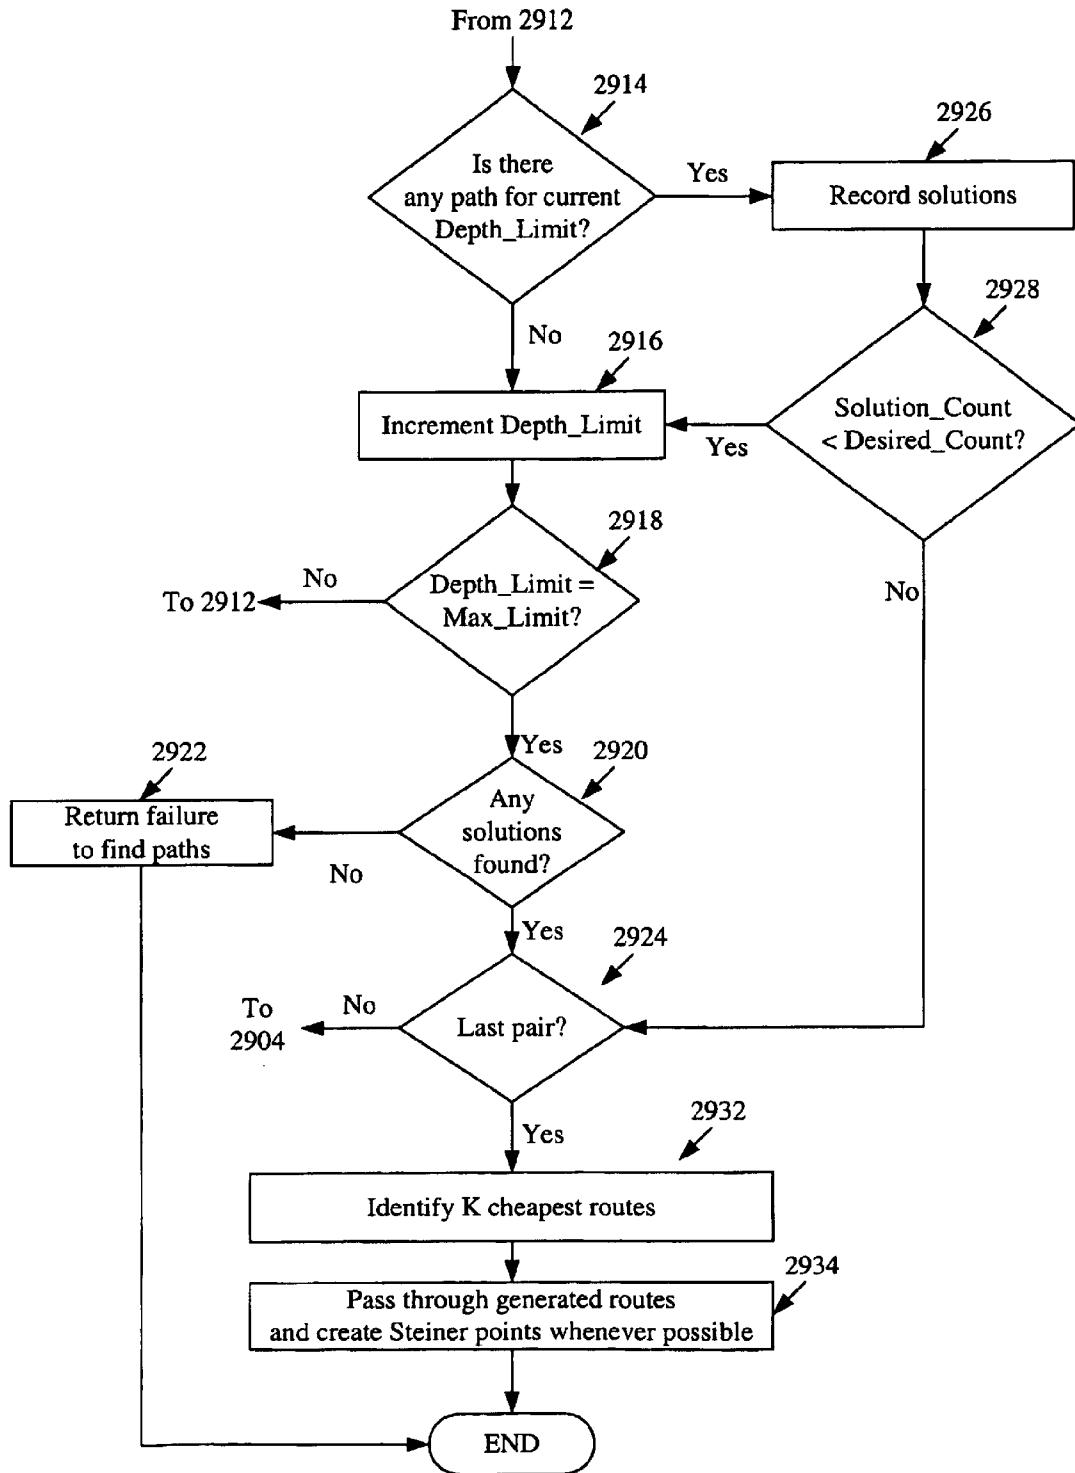 From 2912
2914
Is there
any path for current
Depth_Limit?
Yes
2926
Record solutions
No
2916
Increment Depth_Limit
2928
Solution_Count
< Desired_Count?
Yes
No
2918
Depth_Limit =
Max_Limit?
No
To 2912
Yes
2920
Any
solutions
found?
No
2922
Return failure
to find paths
Yes
2924
Last pair?
No
To
2904
Yes
2932
Identify K cheapest routes
2934
Pass through generated routes
and create Steiner points whenever possible
END